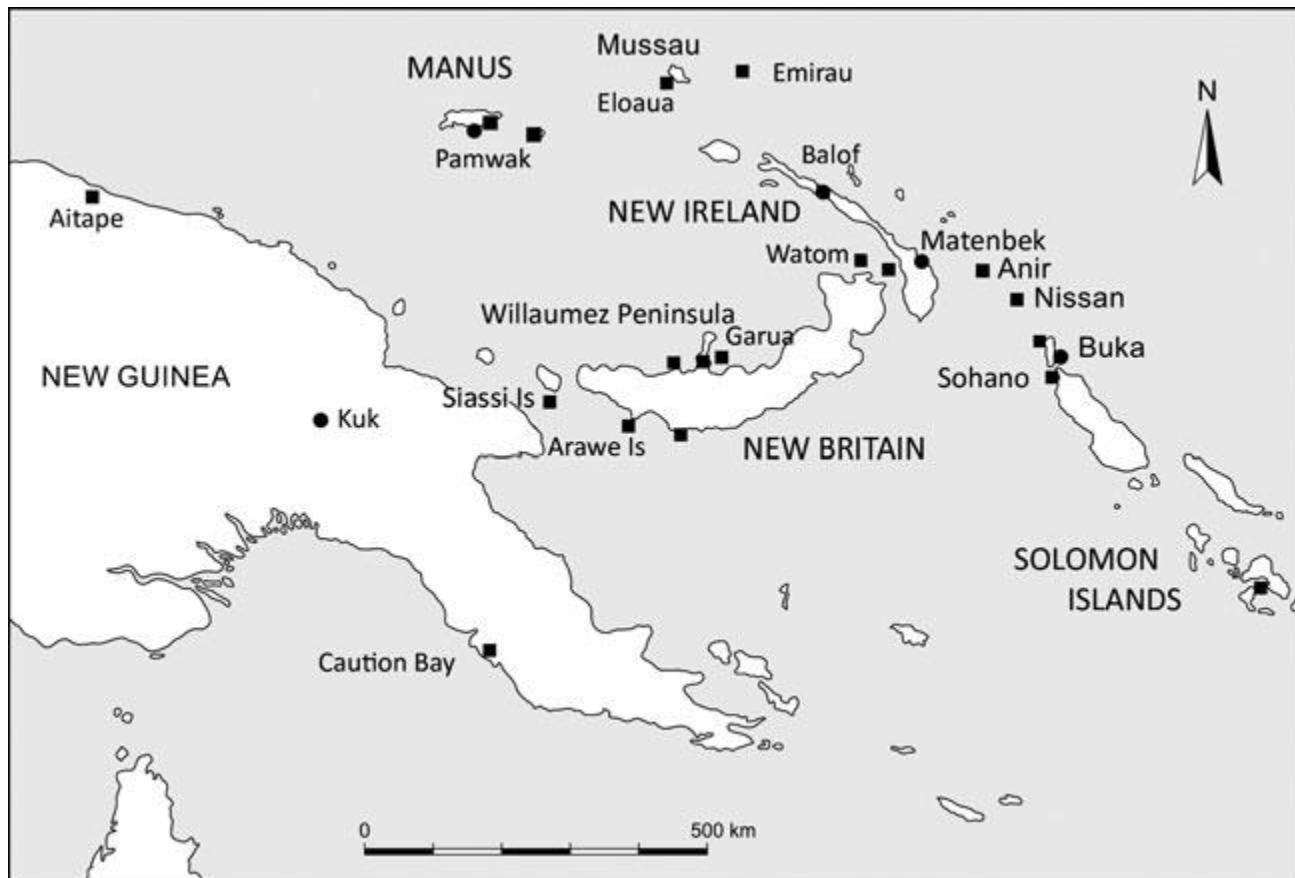 Mussau
MANUS
Emirau
Eloaua
N
Pamwak
Balof
Aitape
NEW IRELAND
Matenbek
Watom
Anir
Nissan
Willaumez Peninsula
Garua
Buka
NEW GUINEA
Sohano
Siassi Is
Kuk
Arawe Is
NEW BRITAIN
SOLOMON
ISLANDS
Caution Bay
0
500 km